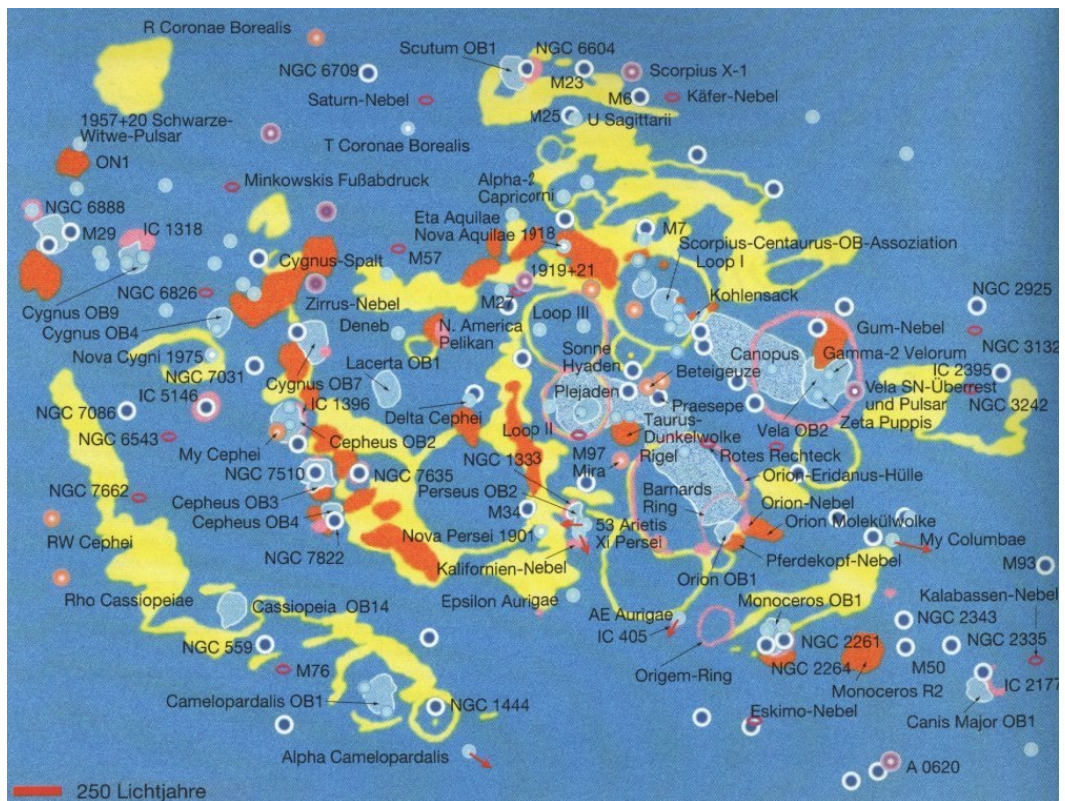 R Coronae Borealis
Scutum OB1
NGC 6604
NGC 6709
M23
Scorpius X-1
Saturn-Nebel
M6
Käfer-Nebel
M25
U Sagittarii
1957+20 Schwarze-
Witwe-Pulsar
T Coronae Borealis
ON1
Minkowskis Fußabdruck
Alpha-2
Capricorni
NGC 6888
Eta Aquilae
M29
IC 1318
Nova Aquilae 1918
M7
Scorpius-Centaurus-OB-Assoziation
Cygnus-Spalt
M57
Loop I
1919+21
NGC 6826
Zirrus-Nebel
M27
Kohlensack
NGC 2925
Cygnus OB9
Cygnus OB4
Deneb
N. America
Pelikan
Loop III
Gum-Nebel
NGC 3132
Nova Cygni 1975
Lacerta OB1
Sonne
Hyaden
Canopus
Gamma-2 Velorum
NGC 7031
Cygnus OB7
Beteigeuze
IC 2395
IC 5146
Plejaden
Vela SN-Überrest
und Pulsar
NGC 3242
NGC 7086
IC 1396
Delta Cephei
Praesepe
Zeta Puppis
NGC 6543
My Cephei
Cepheus OB2
Loop II
Taurus-
Dunkelwolke
Vela OB2
Rigel
Rotes Rechteck
NGC 7510
NGC 7635
NGC 1333
M97
Mira
Orion-Eridanus-Hülle
NGC 7662
Cepheus OB3
Perseus OB2
Barnards
Ring
Orion-Nebel
Cepheus OB4
M34
Orion Molekülwolke
RW Cephei
Nova Persei 1901
53 Arietis
Xi Persei
My Columbae
NGC 7822
Kalifornien-Nebel
Pferdekopf-Nebel
M93
Orion OB1
Rho Cassiopeiae
Cassiopeia OB14
Epsilon Aurigae
AE Aurigae
Monoceros OB1
Kalabassen-Nebel
IC 405
NGC 2343
NGC 559
NGC 2261
NGC 2335
M76
Origem-Ring
NGC 2264
M50
Monoceros R2
IC 2177
Camelopardalis OB1
NGC 1444
Eskimo-Nebel
Canis Major OB1
Alpha Camelopardalis
A 0620
250 Lichtjahre